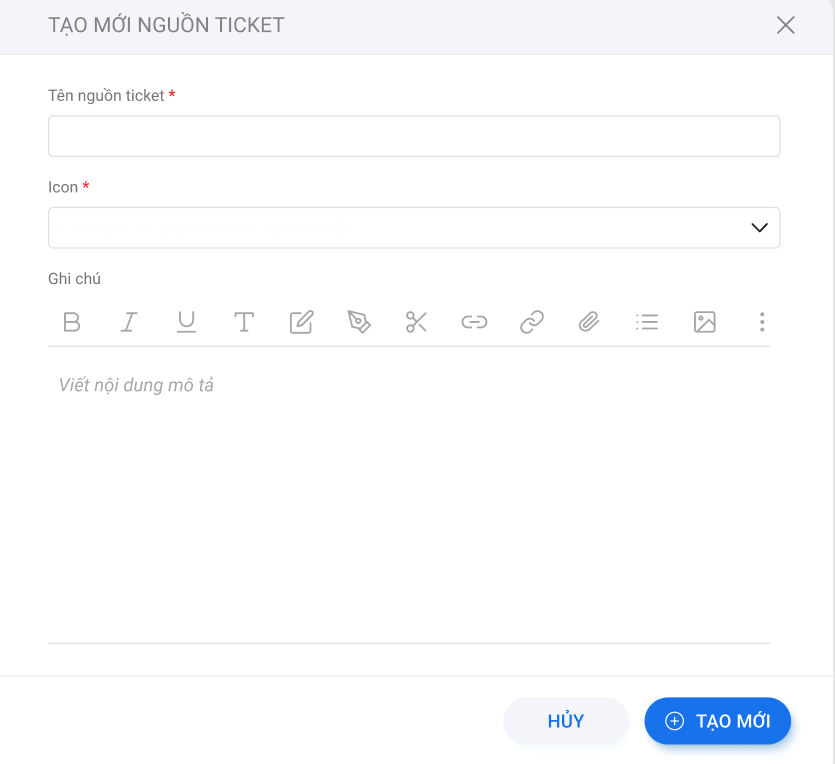 TẠO MỚI NGUỒN TICKET
Tên nguồn ticket *
Icon *
Ghi chú
Viết nội dung mô tả
HỦY
TẠO MỚI